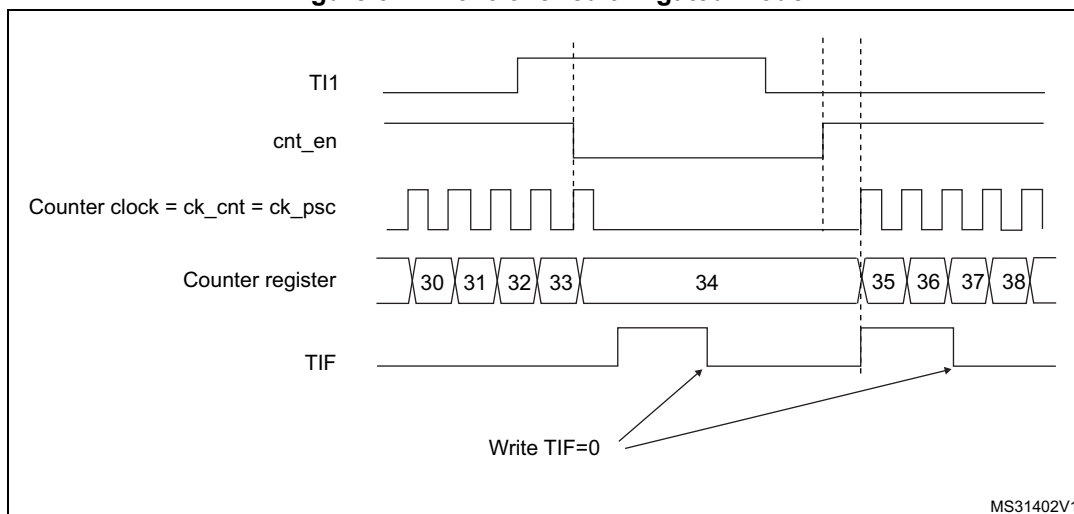 TI1
cnt_en
Counter clock = ck_cnt = ck_psc
Counter register
30 31 32 33 34 35 36 37 38
TIF
Write TIF=0
MS31402V1